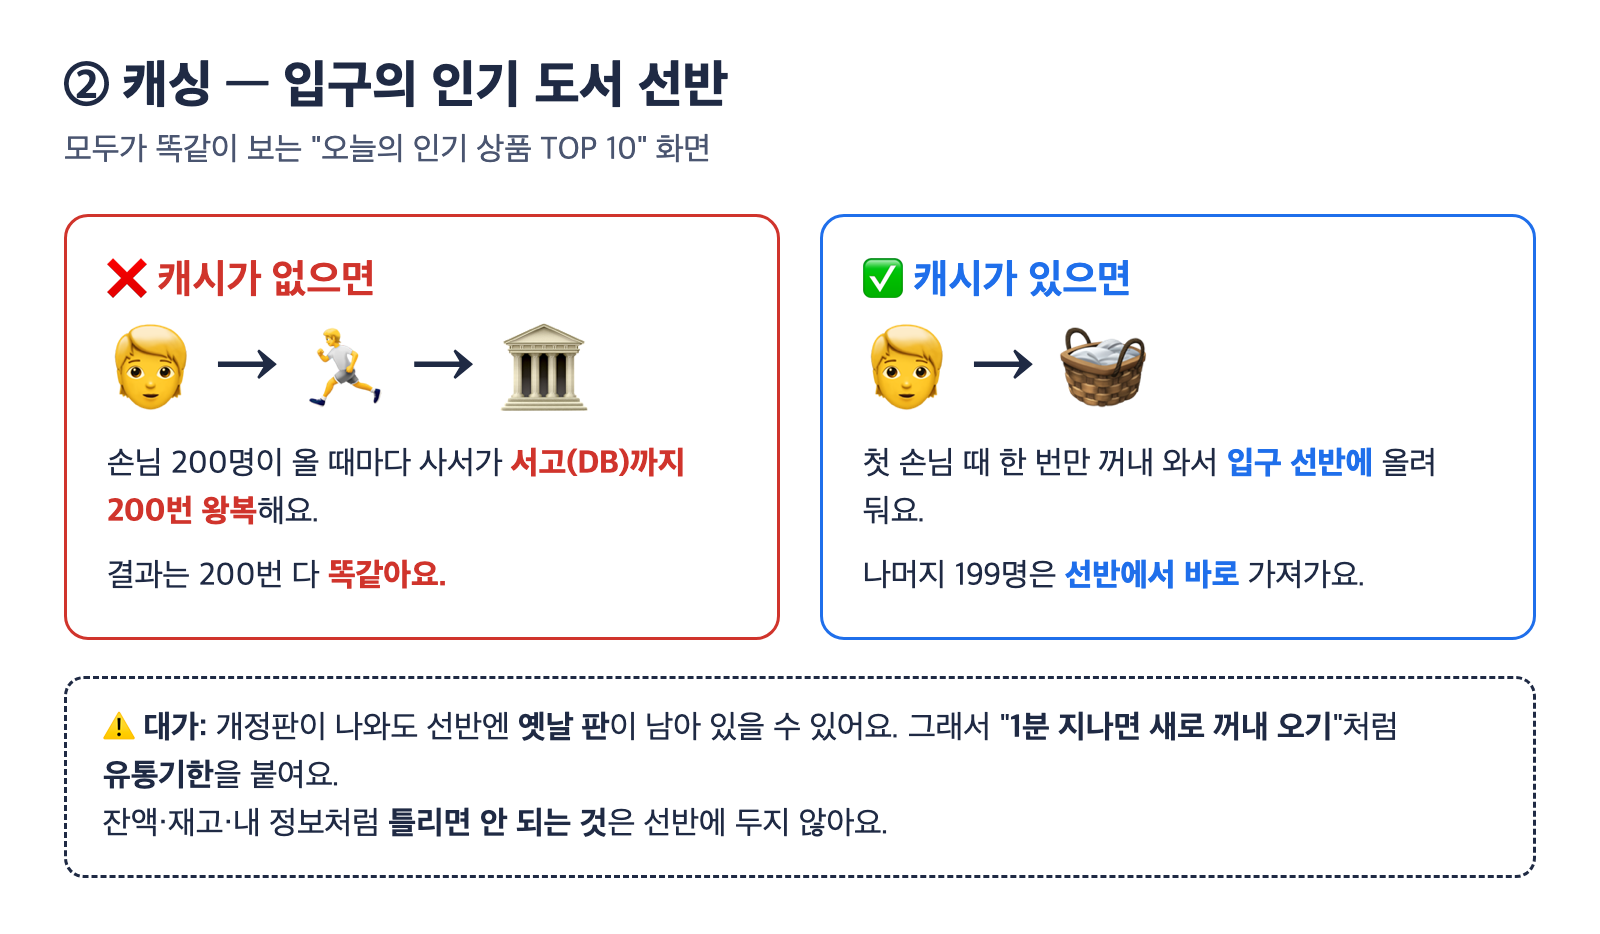 ② 캐싱 — 입구의 인기 도서 선반
모두가 똑같이 보는 "오늘의 인기 상품 TOP 10" 화면
❌ 캐시가 없으면
→ →
손님 200명이 올 때마다 사서가 서고(DB)까지
200번 왕복해요.
결과는 200번 다 똑같아요.
✅ 캐시가 있으면
→
첫 손님 때 한 번만 꺼내 와서 입구 선반에 올려
둬요.
나머지 199명은 선반에서 바로 가져가요.
⚠️ 대가: 개정판이 나와도 선반엔 옛날 판이 남아 있을 수 있어요. 그래서 "1분 지나면 새로 꺼내 오기"처럼
유통기한을 붙여요.
잔액·재고·내 정보처럼 틀리면 안 되는 것은 선반에 두지 않아요.